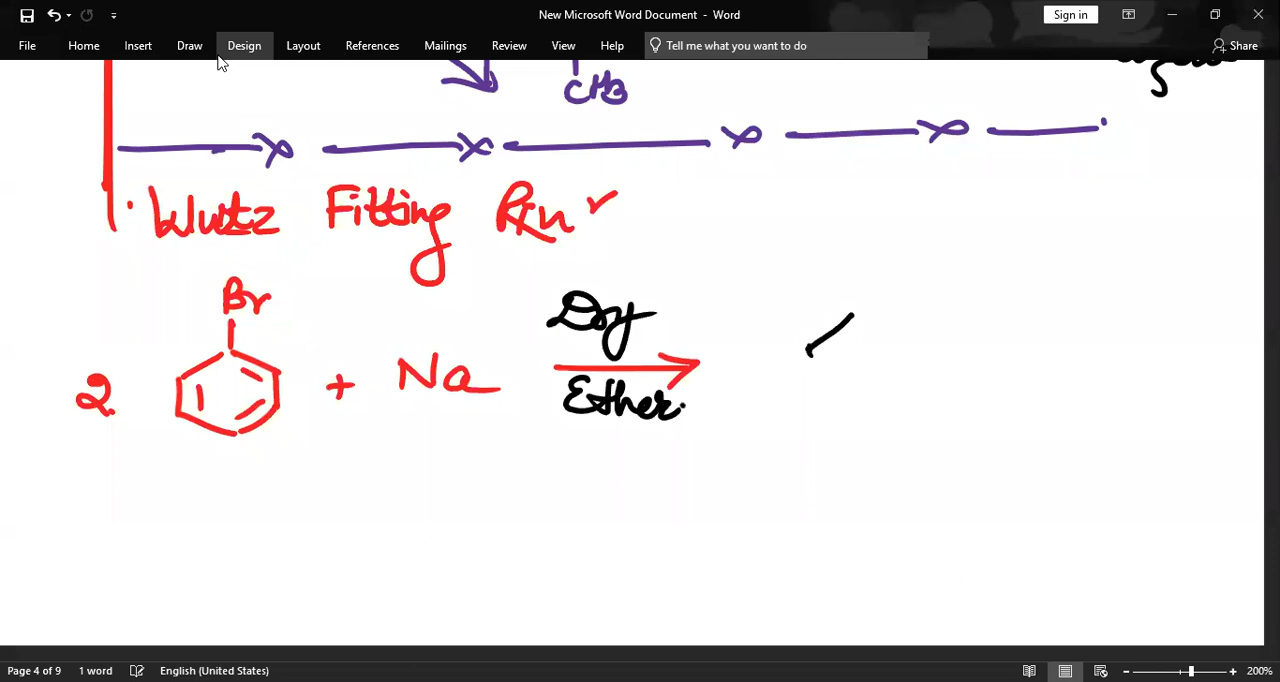 New Microsoft Word Document - Word
Sign in
File Home Insert Draw Design Layout References Mailings Review View Help Tell me what you want to do Share
CH3
Wurtz Fitting Rxn
Br
2. + Na Dry
Ether.
Page 4 of 9 1 word English (United States) 200%